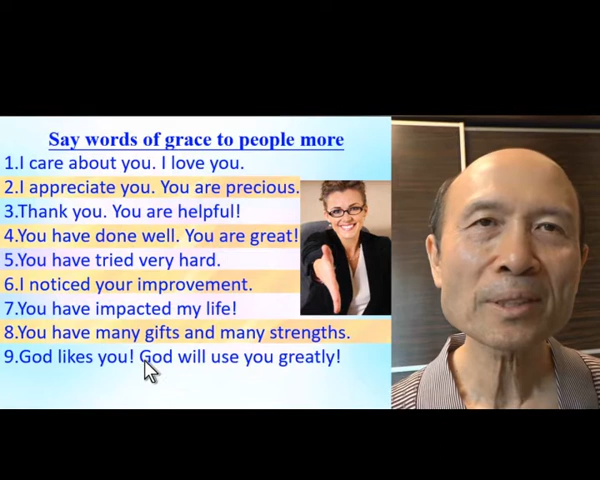 Say words of grace to people more
1.I care about you. I love you.
2.I appreciate you. You are precious.
3.Thank you. You are helpful!
4.You have done well. You are great!
5.You have tried very hard.
6.I noticed your improvement.
7.You have impacted my life!
8.You have many gifts and many strengths.
9.God likes you! God will use you greatly!